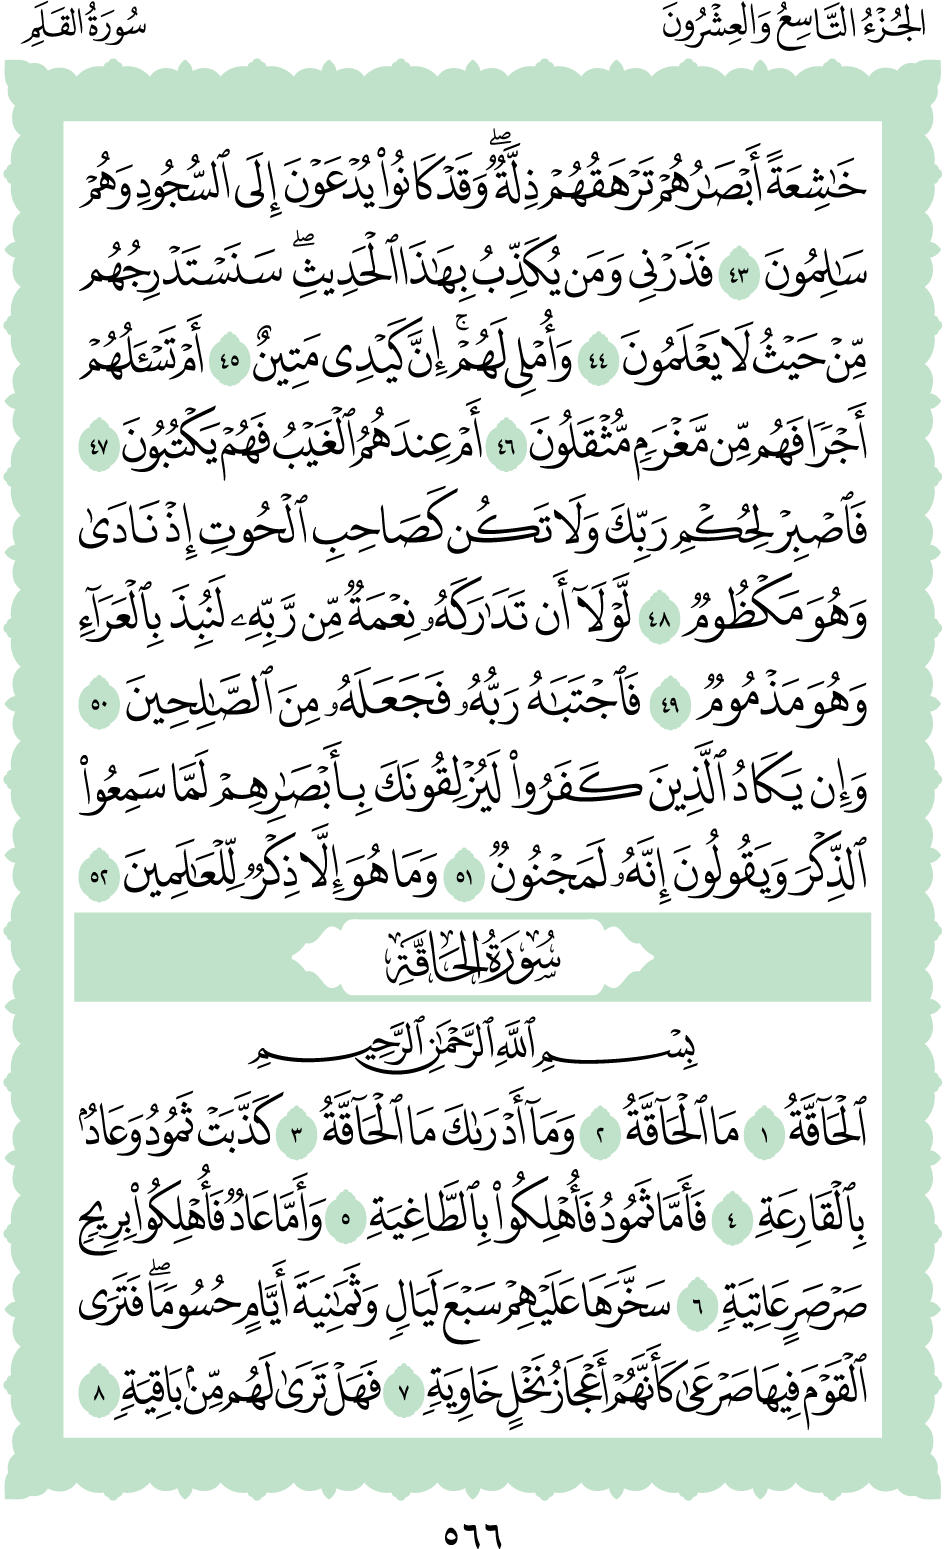 الجُزْءُ التَّاسِعُ وَالعِشْرُونَ
سُورَةُ القَلَمِ
خَٰشِعَةً أَبْصَٰرُهُمْ تَرْهَقُهُمْ ذِلَّةٌۖ وَقَدْ كَانُوا۟ يُدْعَوْنَ إِلَى ٱلسُّجُودِ وَهُمْ
سَٰلِمُونَ ٤٣ فَذَرْنِى وَمَن يُكَذِّبُ بِهَٰذَا ٱلْحَدِيثِۖ سَنَسْتَدْرِجُهُم
مِّنْ حَيْثُ لَا يَعْلَمُونَ ٤٤ وَأُمْلِى لَهُمْۚ إِنَّ كَيْدِى مَتِينٌ ٤٥ أَمْ تَسْـَٔلُهُمْ
أَجْرًا فَهُم مِّن مَّغْرَمٍ مُّثْقَلُونَ ٤٦ أَمْ عِندَهُمُ ٱلْغَيْبُ فَهُمْ يَكْتُبُونَ ٤٧
فَٱصْبِرْ لِحُكْمِ رَبِّكَ وَلَا تَكُن كَصَاحِبِ ٱلْحُوتِ إِذْ نَادَىٰ
وَهُوَ مَكْظُومٌ ٤٨ لَّوْلَآ أَن تَدَٰرَكَهُۥ نِعْمَةٌ مِّن رَّبِّهِۦ لَنُبِذَ بِٱلْعَرَآءِ
وَهُوَ مَذْمُومٌ ٤٩ فَٱجْتَبَٰهُ رَبُّهُۥ فَجَعَلَهُۥ مِنَ ٱلصَّٰلِحِينَ ٥٠
وَإِن يَكَادُ ٱلَّذِينَ كَفَرُوا۟ لَيُزْلِقُونَكَ بِأَبْصَٰرِهِمْ لَمَّا سَمِعُوا۟
ٱلذِّكْرَ وَيَقُولُونَ إِنَّهُۥ لَمَجْنُونٌ ٥١ وَمَا هُوَ إِلَّا ذِكْرٌ لِّلْعَٰلَمِينَ ٥٢
سُورَةُ الحَاقَّةِ
بِسْمِ ٱللَّهِ ٱلرَّحْمَٰنِ ٱلرَّحِيمِ
ٱلْحَآقَّةُ ١ مَا ٱلْحَآقَّةُ ٢ وَمَآ أَدْرَىٰكَ مَا ٱلْحَآقَّةُ ٣ كَذَّبَتْ ثَمُودُ وَعَادٌۢ
بِٱلْقَارِعَةِ ٤ فَأَمَّا ثَمُودُ فَأُهْلِكُوا۟ بِٱلطَّاغِيَةِ ٥ وَأَمَّا عَادٌ فَأُهْلِكُوا۟ بِرِيحٍ
صَرْصَرٍ عَاتِيَةٍ ٦ سَخَّرَهَا عَلَيْهِمْ سَبْعَ لَيَالٍ وَثَمَٰنِيَةَ أَيَّامٍ حُسُومًاۖ فَتَرَى
ٱلْقَوْمَ فِيهَا صَرْعَىٰ كَأَنَّهُمْ أَعْجَازُ نَخْلٍ خَاوِيَةٍ ٧ فَهَلْ تَرَىٰ لَهُم مِّنۢ بَاقِيَةٍ ٨
٥٦٦